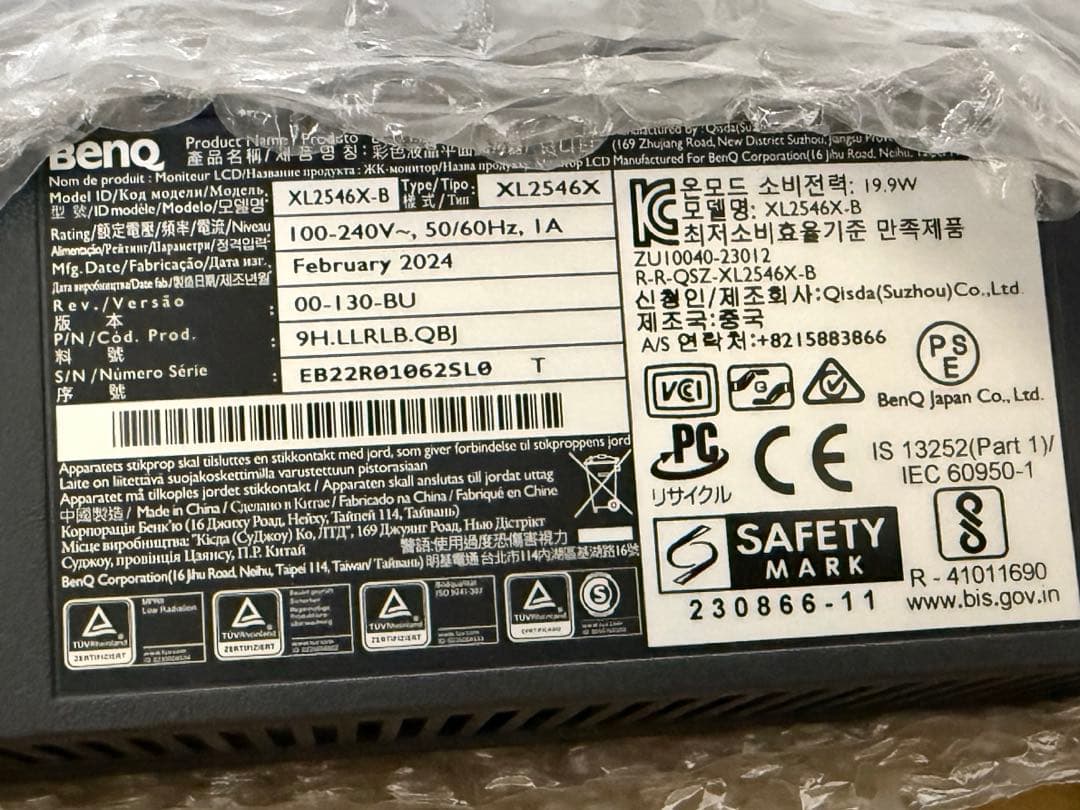 BenQ
Product Name / Produto
產品名稱 / 제품명칭 : 彩色液晶平面
Nom de produit : Moniteur LCD/Название продукта : ЖК-монитор/Назва
Model ID/Код модели/Модель,
型 號/ID modèle/Modelo/모델명 :
XL2546X-B
Type/Tipo :
樣式/Тип
XL2546X
Rating/額定電壓/頻率/電流/Niveau
Alimentação/Рейтинг/Параметри/정격입력 :
100-240V~, 50/60Hz, 1A
Mfg.Date/Fabricação/Дата изг.,
Дата виробництва/Date fab/製造日期/제조년월 :
February 2024
Rev./Versão
版 本 :
00-130-BU
P/N/Cód. Prod.
料 號 :
9H.LLRLB.QBJ
S/N/Número Série
序 號 :
EB22R01062SL0 T
Apparatets stikprop skal tilsluttes en stikkontakt med jord, som giver forbindelse til stikproppens jord
Laite on liitettävä suojakoskettimilla varustettuun pistorasiaan
Apparatet må tilkoples jordet stikkontakt / Apparaten skall anslutas till jordat uttag
中國製造 / Made in China / Сделано в Китае / Fabricado na China / Fabriqué en Chine
Корпорація Бенк'ю (16 Джиху Роад, Нейху, Тайпей 114, Тайвань)
Місце виробництва: "Кісда (СуДжоу) Ко, ЛТД", 169 Джуинг Роад, Нью Дістрікт
Суджоу, провінція Цзянсу, П.Р. Китай
警語:使用過度恐傷害視力
BenQ Corporation(16 Jihu Road, Neihu, Taipei 114, Taiwan/ Тайвані) 明基電通 台北市114內湖區基湖路16號
TÜVRheinland
ZERTIFIZIERT
Low Radiation
TÜVRheinland
ZERTIFIZIERT
TÜVRheinland
ZERTIFIZIERT
ISO 9241-307
TÜVRheinland
S
Manufactured by : Qisda(Suz
(169 Zhujiang Road, New District Suzhou, Jiangsu
LCD Manufactured For BenQ Corporation(16 Jihu Road, Neihu,
온모드 소비전력: 19.9W
모델명: XL2546X-B
최저소비효율기준 만족제품
ZU10040-23012
R-R-QSZ-XL2546X-B
신청인/제조회사:Qisda(Suzhou)Co.,Ltd.
제조국:중국
A/S 연락처:+8215883866
VCI
PSE
BenQ Japan Co., Ltd.
PC
リサイクル
CE
IS 13252(Part 1)/
IEC 60950-1
SAFETY
MARK
230866-11
R - 41011690
www.bis.gov.in